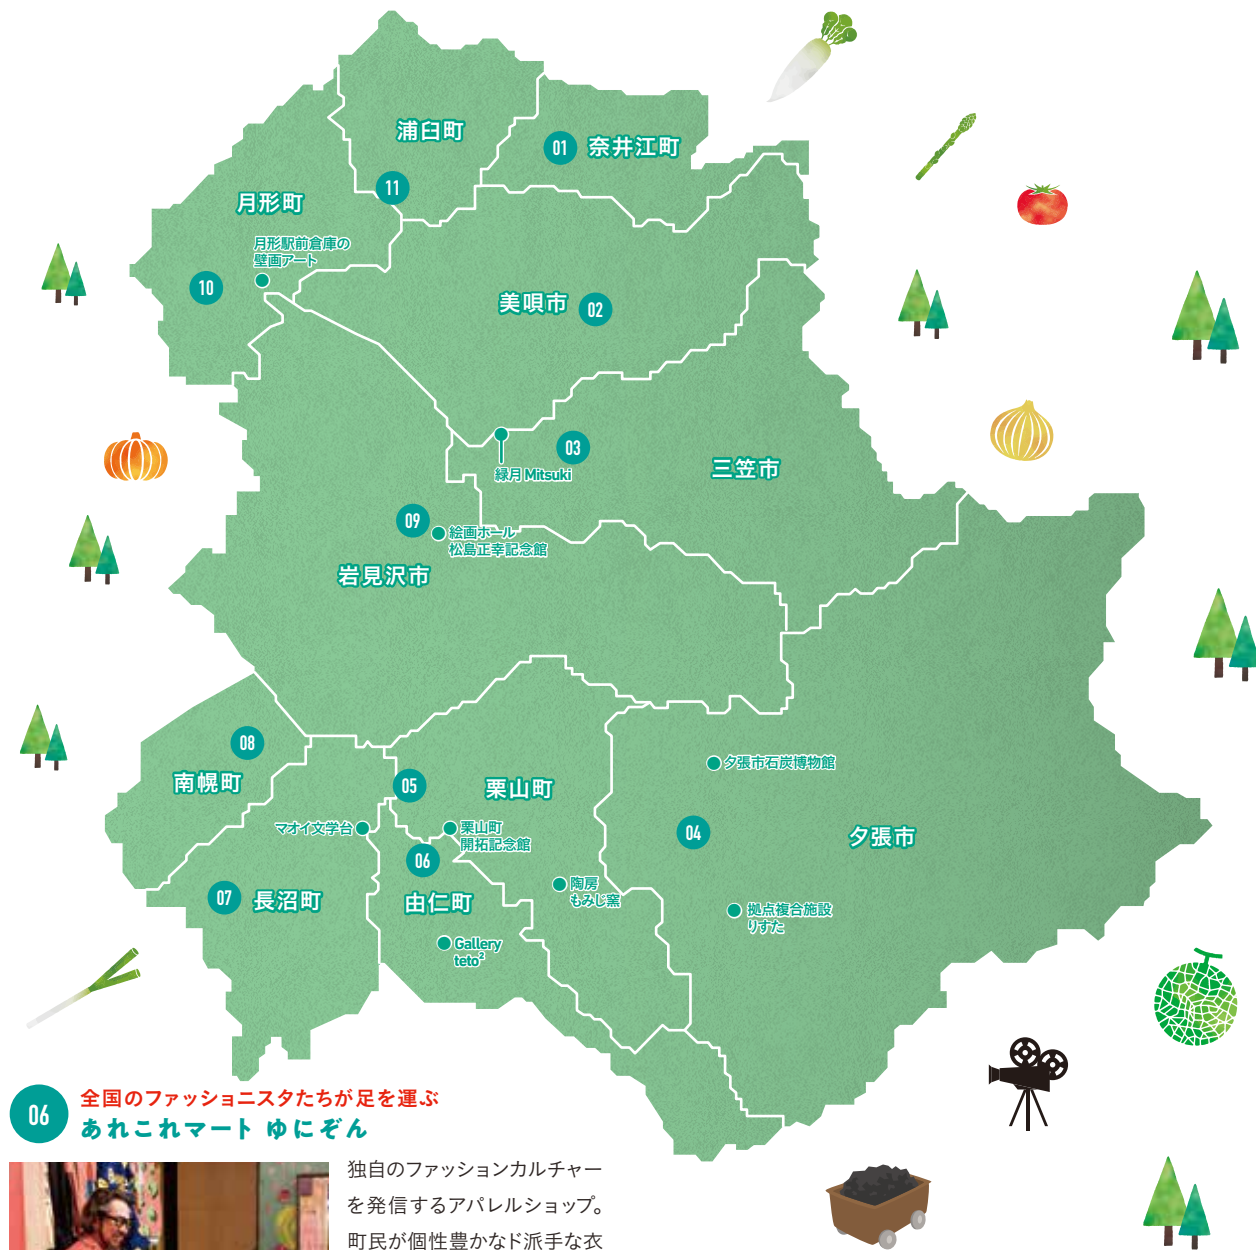 浦臼町
01
奈井江町
11
月形町
月形駅前倉庫の
壁画アート
10
美唄市
02
03
緑月 Mitsuki
三笠市
09
絵画ホール
松島正幸記念館
岩見沢市
08
南幌町
05
栗山町
夕張市石炭博物館
マオイ文学台
栗山町
開拓記念館
04
夕張市
06
07
長沼町
由仁町
陶房
もみじ窯
拠点複合施設
りすた
Gallery
teto²
06
全国のファッショニスタたちが足を運ぶ
あれこれマート ゆにぞん
独自のファッションカルチャー
を発信するアパレルショップ。
町民が個性豊かなド派手な衣